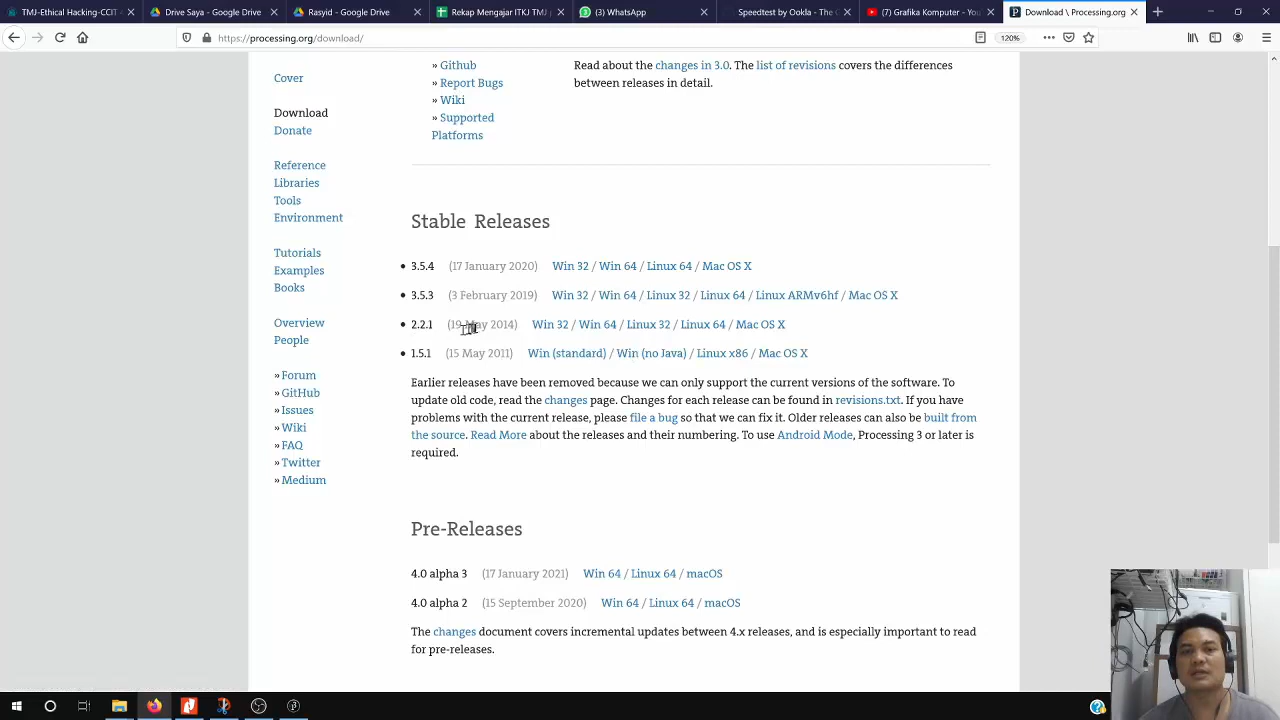 TMJ-Ethical Hacking-CCIT
Drive Saya - Google Drive
Rasyid - Google Drive
Rekap Mengajar ITKJ TMJ
(3) WhatsApp
Speedtest by Ookla - The
(7) Grafika Komputer - You
Download \ Processing.org
https://processing.org/download/
120%
Cover
Download
Donate
Reference
Libraries
Tools
Environment
Tutorials
Examples
Books
Overview
People
» Forum
» GitHub
» Issues
» Wiki
» FAQ
» Twitter
» Medium
» Github
» Report Bugs
» Wiki
» Supported
Platforms
Read about the changes in 3.0. The list of revisions covers the differences
between releases in detail.
Stable Releases
• 3.5.4 (17 January 2020) Win 32 / Win 64 / Linux 64 / Mac OS X
• 3.5.3 (3 February 2019) Win 32 / Win 64 / Linux 32 / Linux 64 / Linux ARMv6hf / Mac OS X
• 2.2.1 (19 May 2014) Win 32 / Win 64 / Linux 32 / Linux 64 / Mac OS X
• 1.5.1 (15 May 2011) Win (standard) / Win (no Java) / Linux x86 / Mac OS X
Earlier releases have been removed because we can only support the current versions of the software. To
update old code, read the changes page. Changes for each release can be found in revisions.txt. If you have
problems with the current release, please file a bug so that we can fix it. Older releases can also be built from
the source. Read More about the releases and their numbering. To use Android Mode, Processing 3 or later is
required.
Pre-Releases
4.0 alpha 3 (17 January 2021) Win 64 / Linux 64 / macOS
4.0 alpha 2 (15 September 2020) Win 64 / Linux 64 / macOS
The changes document covers incremental updates between 4.x releases, and is especially important to read
for pre-releases.